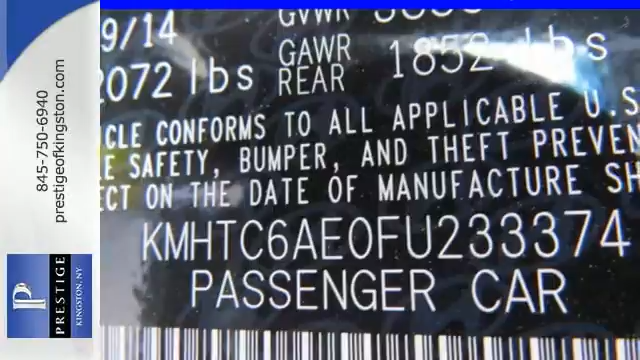 9/14
GVWR
2072 lbs
GAWR
REAR
1852 lbs
CLE CONFORMS TO ALL APPLICABLE U.S
E SAFETY, BUMPER, AND THEFT PREVEN
ECT ON THE DATE OF MANUFACTURE SH
KMHTC6AE0FU233374
PASSENGER CAR
845-750-6940
prestigeofkingston.com
P
PRESTIGE
KINGSTON, NY